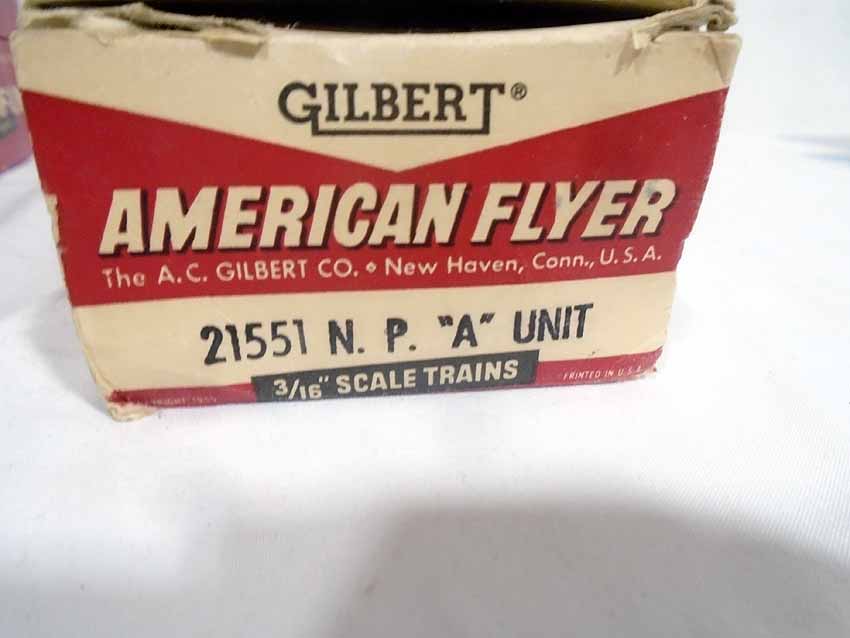 GILBERT®
AMERICAN FLYER
The A.C. GILBERT CO. ⬥ New Haven, Conn., U.S.A.
21551 N. P. "A" UNIT
3/16" SCALE TRAINS
PRINTED IN U.S.A.